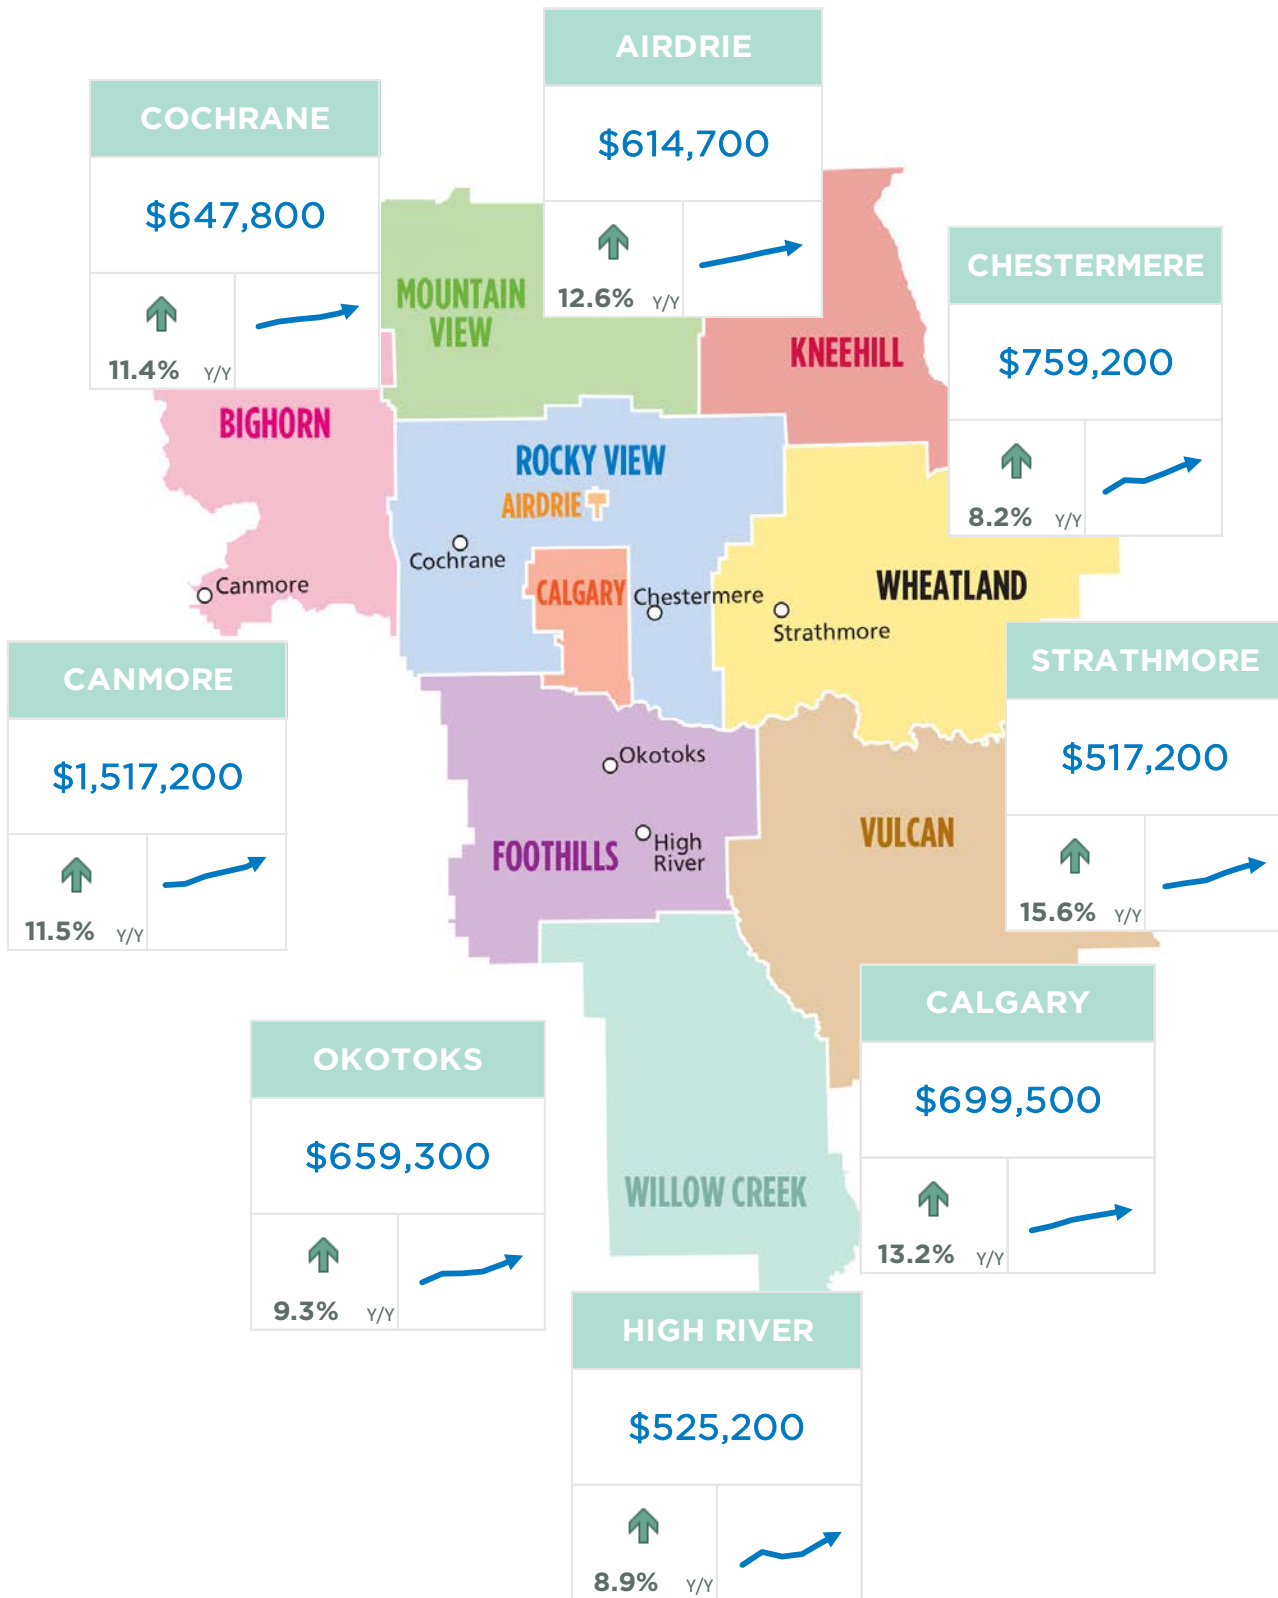 AIRDRIE
$614,700
12.6% Y/Y
COCHRANE
$647,800
11.4% Y/Y
CHESTERMERE
$759,200
8.2% Y/Y
MOUNTAIN
VIEW
KNEEHILL
BIGHORN
ROCKY VIEW
AIRDRIE
Cochrane
Canmore
CALGARY
Chestermere
WHEATLAND
Strathmore
CANMORE
$1,517,200
11.5% Y/Y
STRATHMORE
$517,200
15.6% Y/Y
Okotoks
High
River
FOOTHILLS
VULCAN
CALGARY
$699,500
13.2% Y/Y
OKOTOKS
$659,300
9.3% Y/Y
WILLOW CREEK
HIGH RIVER
$525,200
8.9% Y/Y